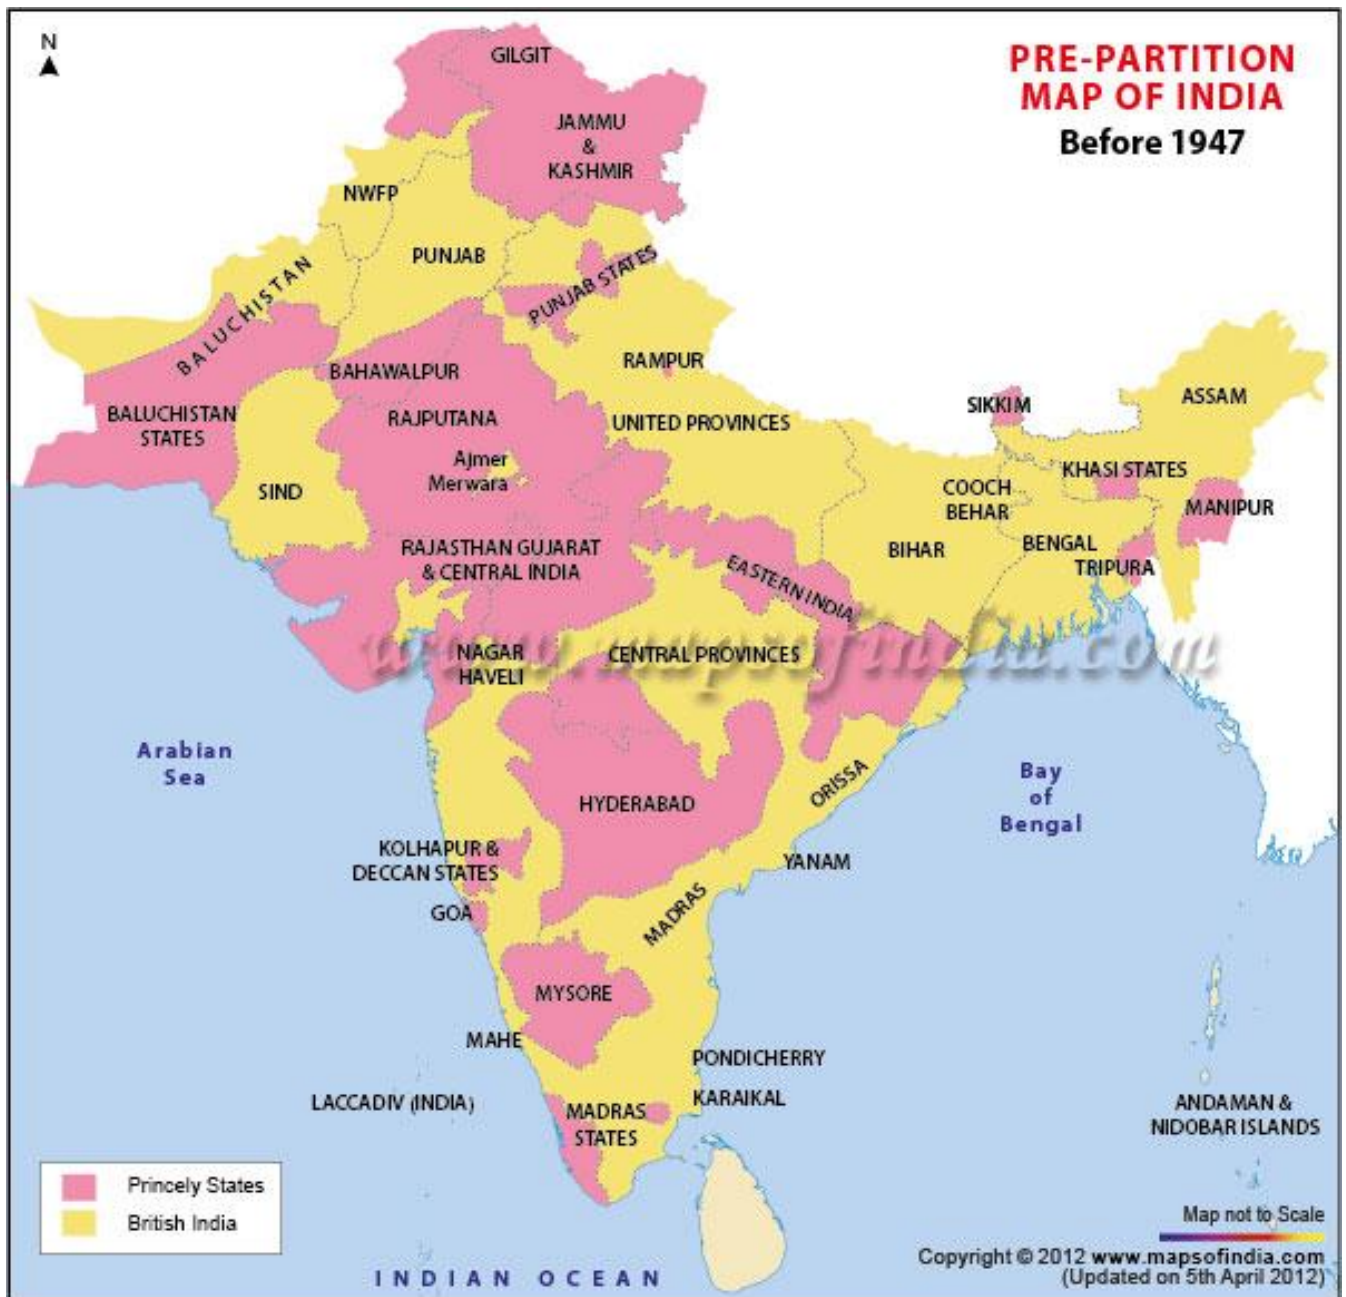 N
PRE-PARTITION
MAP OF INDIA
Before 1947
GILGIT
JAMMU
&
KASHMIR
NWFP
PUNJAB
PUNJAB STATES
BALUCHISTAN
BAHAWALPUR
RAMPUR
BALUCHISTAN
STATES
RAJPUTANA
UNITED PROVINCES
SIKKIM
ASSAM
Ajmer
Merwara
SIND
KHASI STATES
COOCH
BEHAR
MANIPUR
RAJASTHAN GUJARAT
& CENTRAL INDIA
EASTERN INDIA
BIHAR
BENGAL
TRIPURA
www.mapsofindia.com
NAGAR
HAVELI
CENTRAL PROVINCES
Arabian
Sea
Bay
of
Bengal
HYDERABAD
ORISSA
KOLHAPUR &
DECCAN STATES
YANAM
GOA
MADRAS
MYSORE
MAHE
PONDICHERRY
LACCADIV (INDIA)
KARAIKAL
MADRAS
STATES
ANDAMAN &
NIDOBAR ISLANDS
Princely States
British India
INDIAN OCEAN
Map not to Scale
Copyright © 2012 www.mapsofindia.com
(Updated on 5th April 2012)